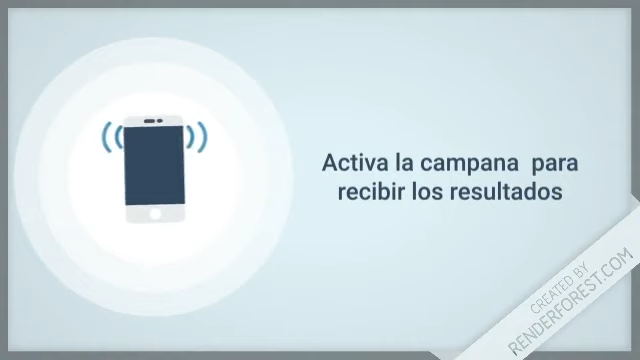 Activa la campana  para
recibir los resultados
CREATED BY
RENDERFOREST.COM